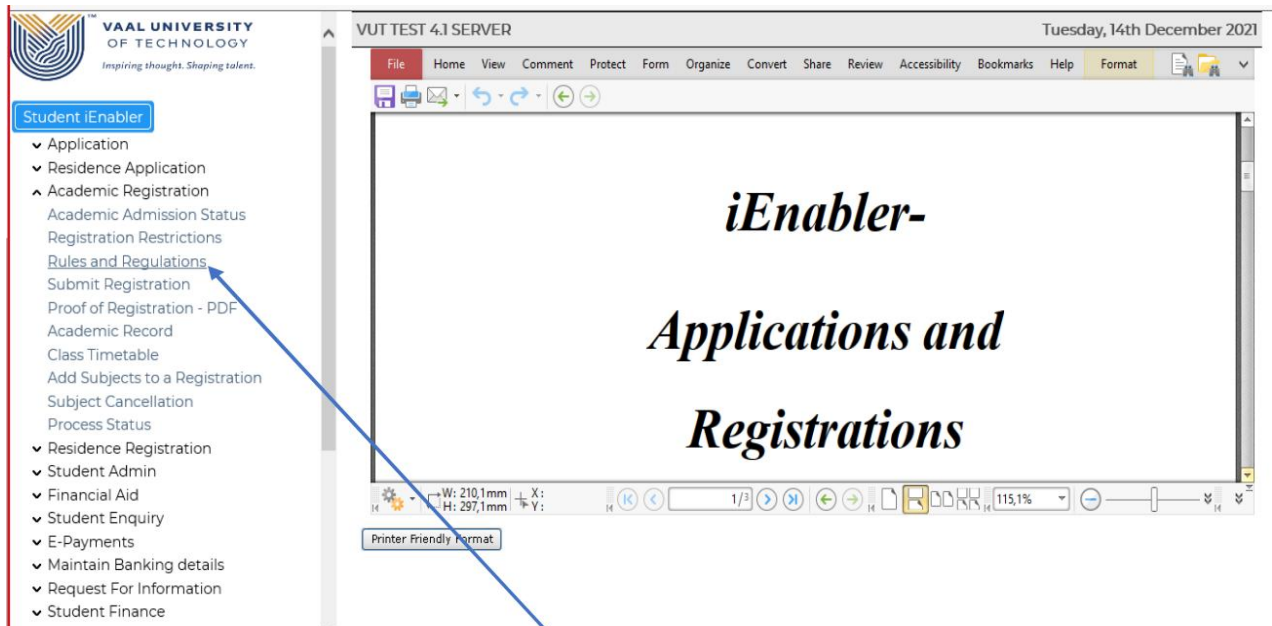 VAAL UNIVERSITY
OF TECHNOLOGY
Inspiring thought. Shaping talent.
Student iEnabler
Application
Residence Application
Academic Registration
Academic Admission Status
Registration Restrictions
Rules and Regulations
Submit Registration
Proof of Registration - PDF
Academic Record
Class Timetable
Add Subjects to a Registration
Subject Cancellation
Process Status
Residence Registration
Student Admin
Financial Aid
Student Enquiry
E-Payments
Maintain Banking details
Request For Information
Student Finance
VUT TEST 4.1 SERVER Tuesday, 14th December 2021
File Home View Comment Protect Form Organize Convert Share Review Accessibility Bookmarks Help Format
iEnabler-
Applications and
Registrations
W: 210,1mm X:
H: 297,1mm Y:
1/3
115,1%
Printer Friendly Format